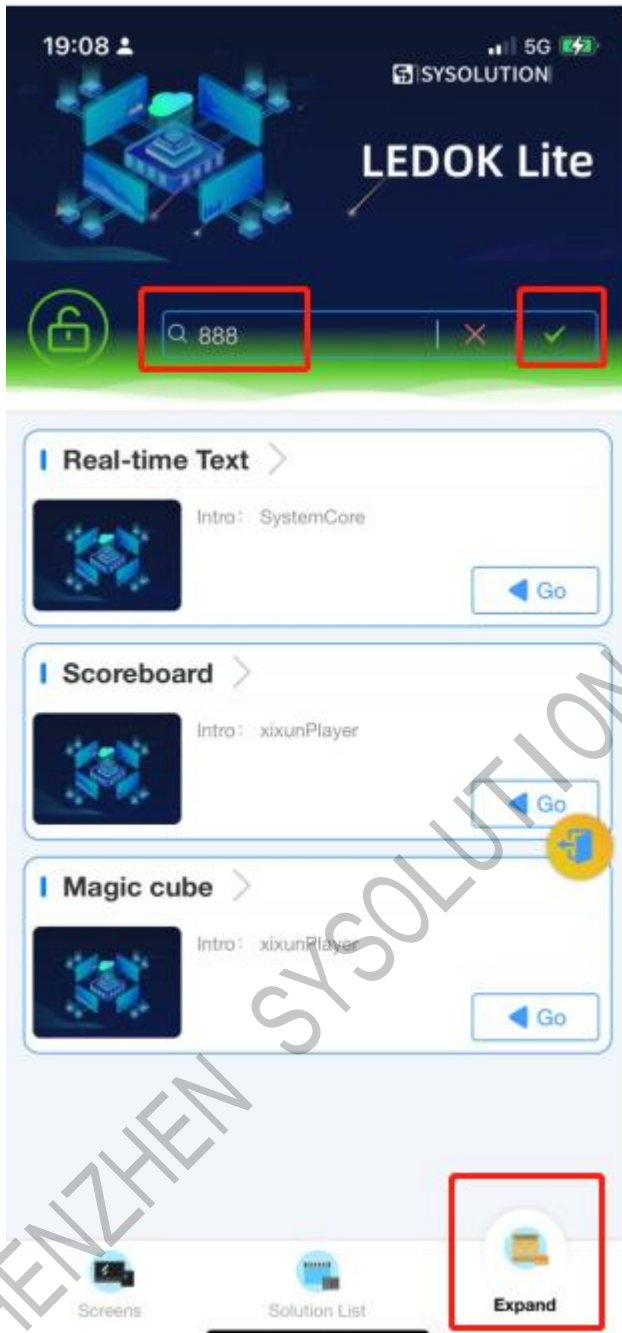 19:08
5G
SYSOLUTION
LEDOK Lite
888
Real-time Text
Intro: SystemCore
Go
Scoreboard
Intro: xixunPlayer
Go
Magic cube
Intro: xixunPlayer
Go
HENZHEN SYSOLUTION
Screens
Solution List
Expand